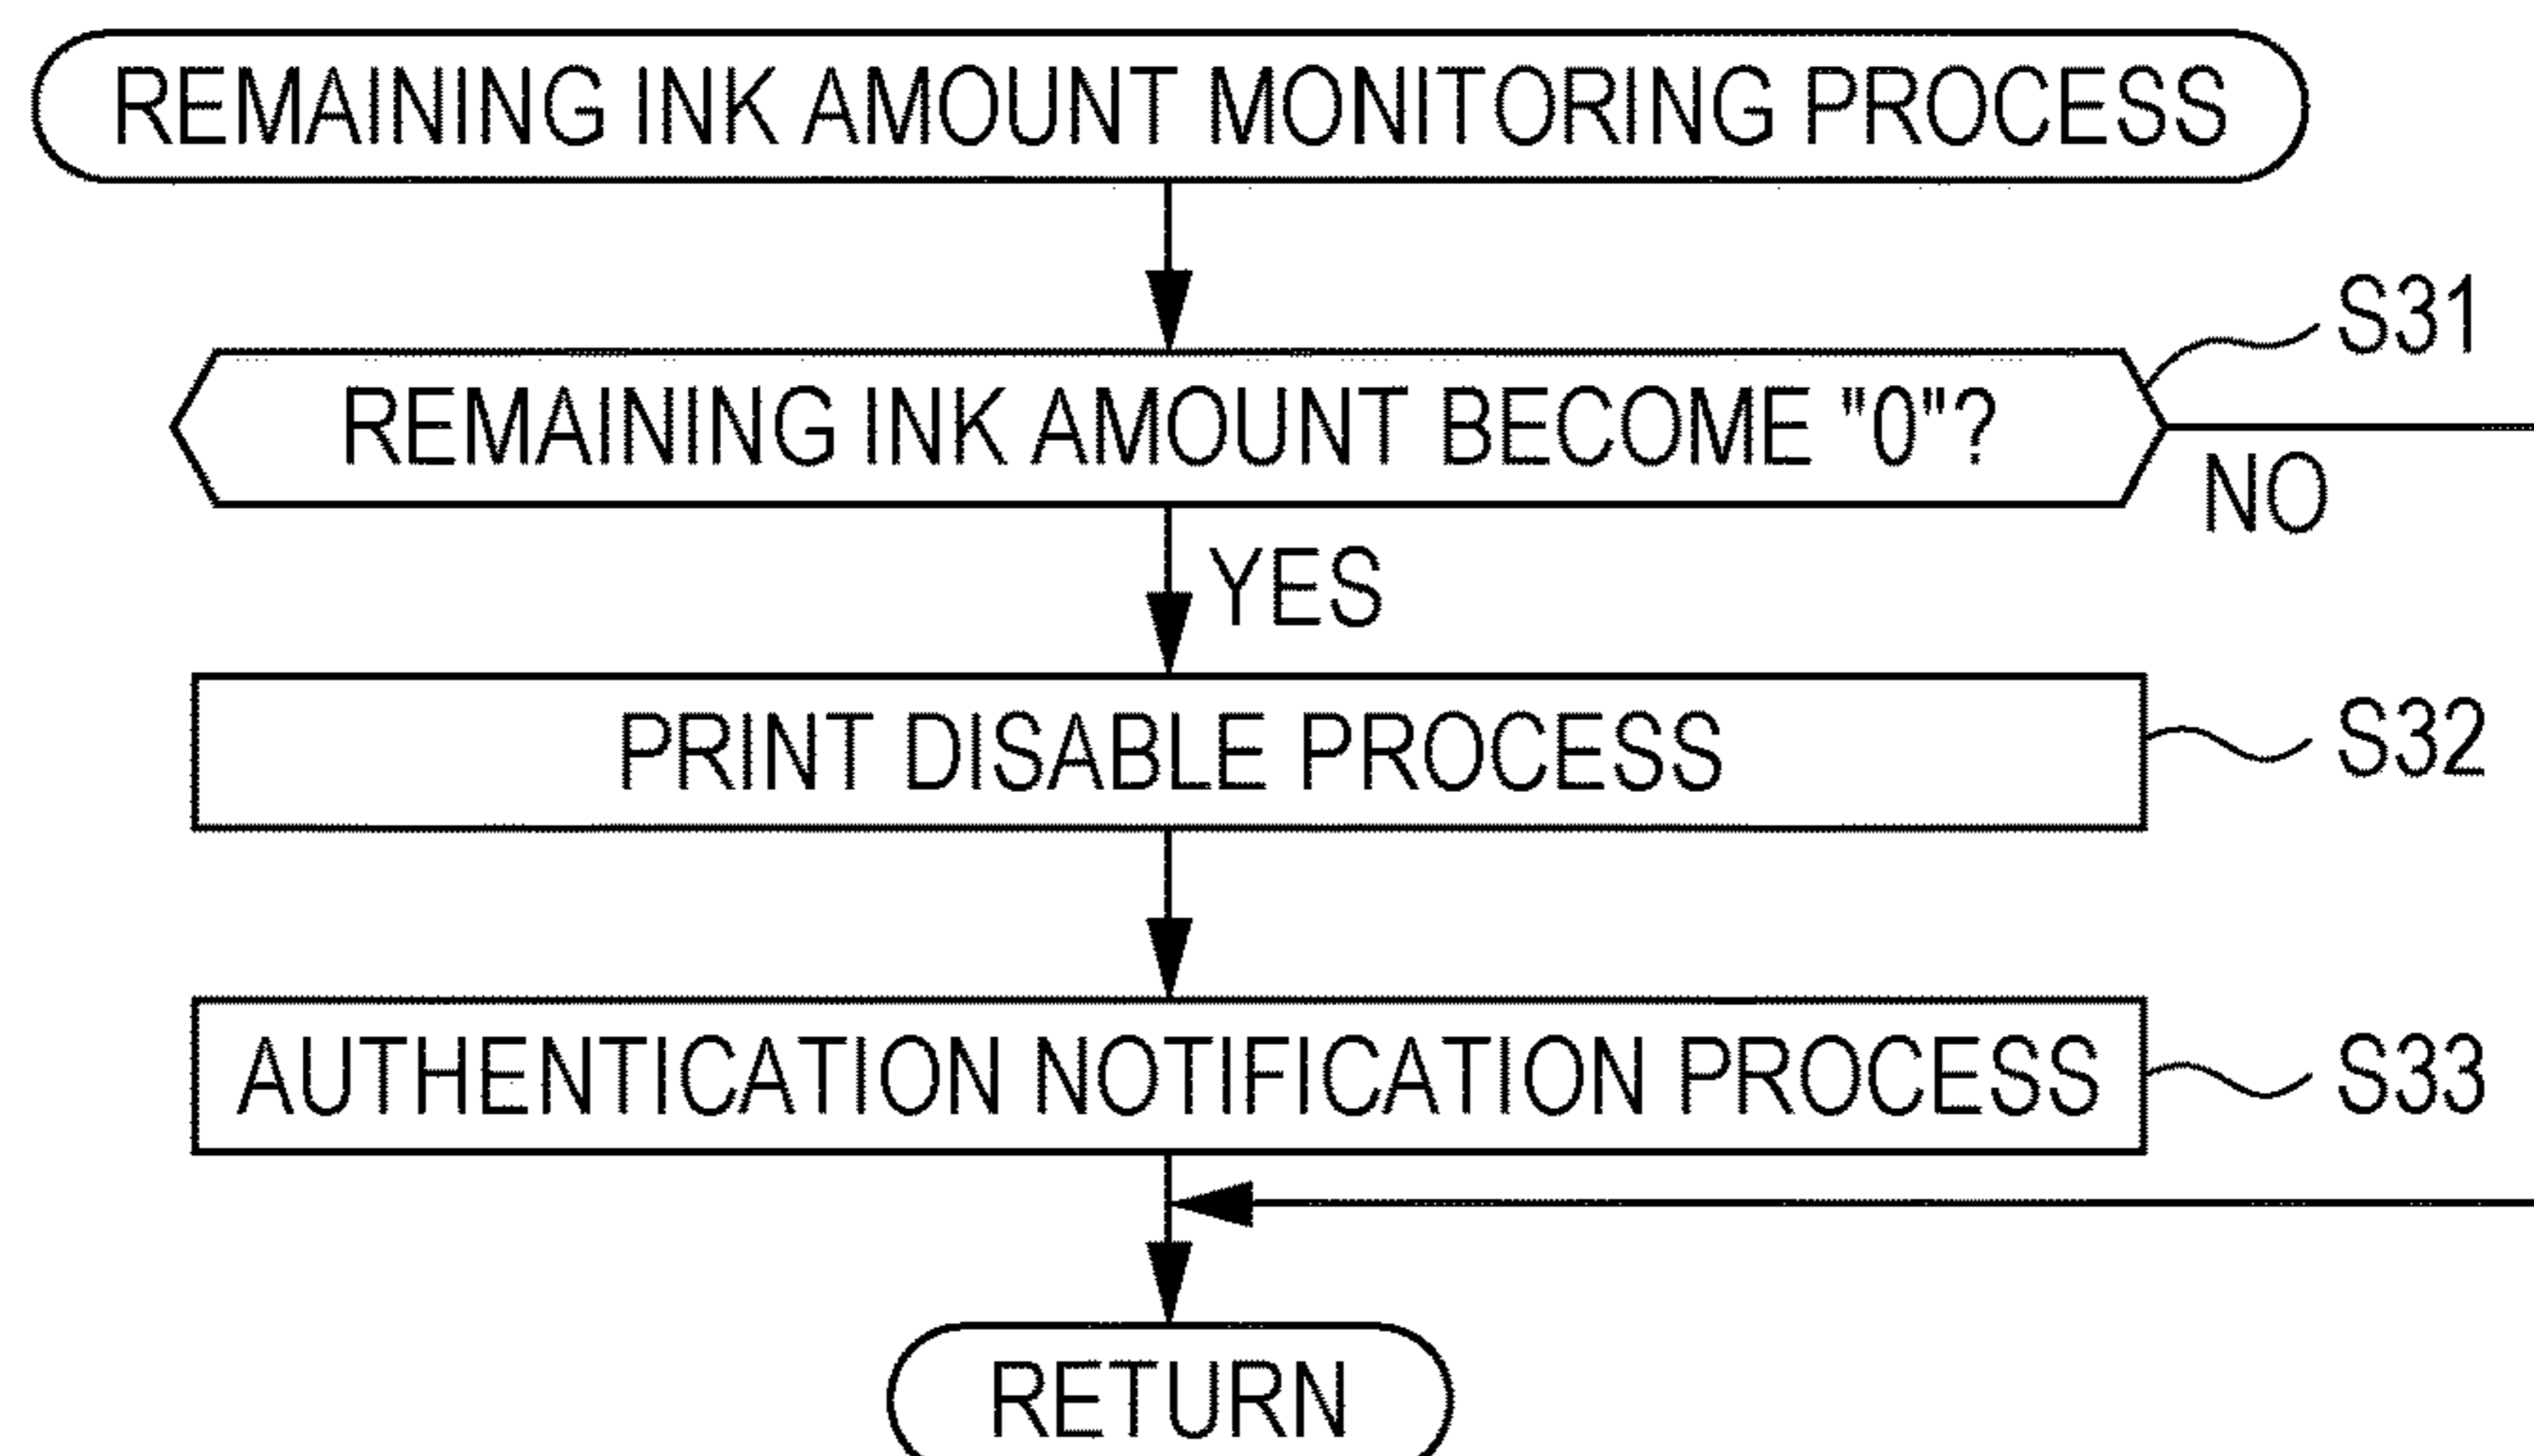 REMAINING INK AMOUNT MONITORING PROCESS
S31
REMAINING INK AMOUNT BECOME "0"?
NO
YES
PRINT DISABLE PROCESS
S32
AUTHENTICATION NOTIFICATION PROCESS
S33
RETURN